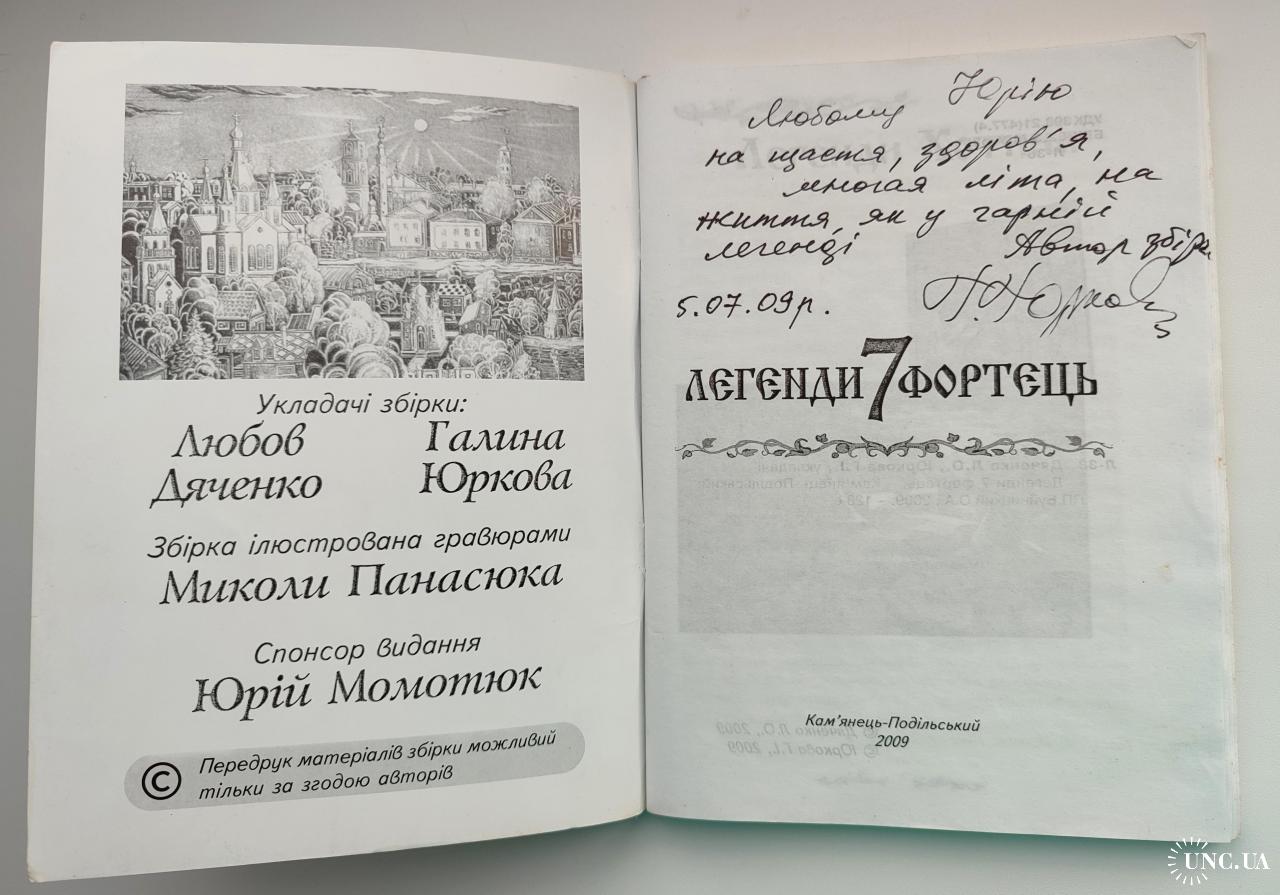 Укладачі збірки:
Любов Дяченко
Галина Юркова
Збірка ілюстрована гравюрами
Миколи Панасюка
Спонсор видання
Юрій Момотюк
© Передрук матеріалів збірки можливий
тільки за згодою авторів
Любому Юрію
на щастя, здоров'я,
многая літа, на
життя, як у гарній
легенді
Автор збірк
5.07.09р.
Г. Юркова
ЛЕГЕНДИ 7 ФОРТЕЦЬ
Кам'янець-Подільський
2009
UNC.UA